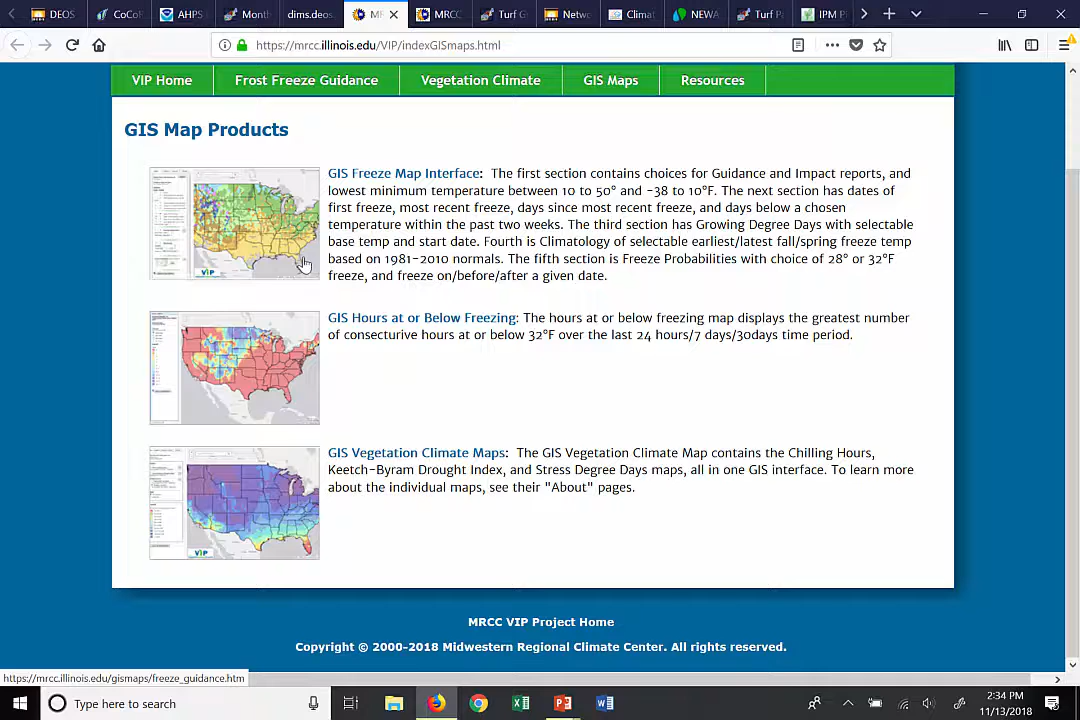 DEOS
CoCo
AHPS
Month
dims.deos.
MR
MRCC
Turf G
Netwo
Climat
NEWA
Turf P
IPM P
https://mrcc.illinois.edu/VIP/indexGISmaps.html
VIP Home
Frost Freeze Guidance
Vegetation Climate
GIS Maps
Resources
GIS Map Products
GIS Freeze Map Interface: The first section contains choices for Guidance and Impact reports, and
lowest minimum temperature between 10 to 50° and -38 to 10°F. The next section has dates of
first freeze, most recent freeze, days since most recent freeze, and days below a chosen
temperature within the past two weeks. The third section has Growing Degree Days with selectable
base temp and start date. Fourth is Climatology of selectable earliest/latest fall/spring freeze temp
based on 1981-2010 normals. The fifth section is Freeze Probabilities with choice of 28° or 32°F
freeze, and freeze on/before/after a given date.
VIP
GIS Hours at or Below Freezing: The hours at or below freezing map displays the greatest number
of consecturive hours at or below 32°F over the last 24 hours/7 days/30days time period.
GIS Vegetation Climate Maps: The GIS Vegetation Climate Map contains the Chilling Hours,
Keetch-Byram Drought Index, and Stress Degree Days maps, all in one GIS interface. To learn more
about the individual maps, see their "About" pages.
VIP
MRCC VIP Project Home
Copyright © 2000-2018 Midwestern Regional Climate Center. All rights reserved.
https://mrcc.illinois.edu/gismaps/freeze_guidance.htm
Type here to search
2:34 PM
11/13/2018